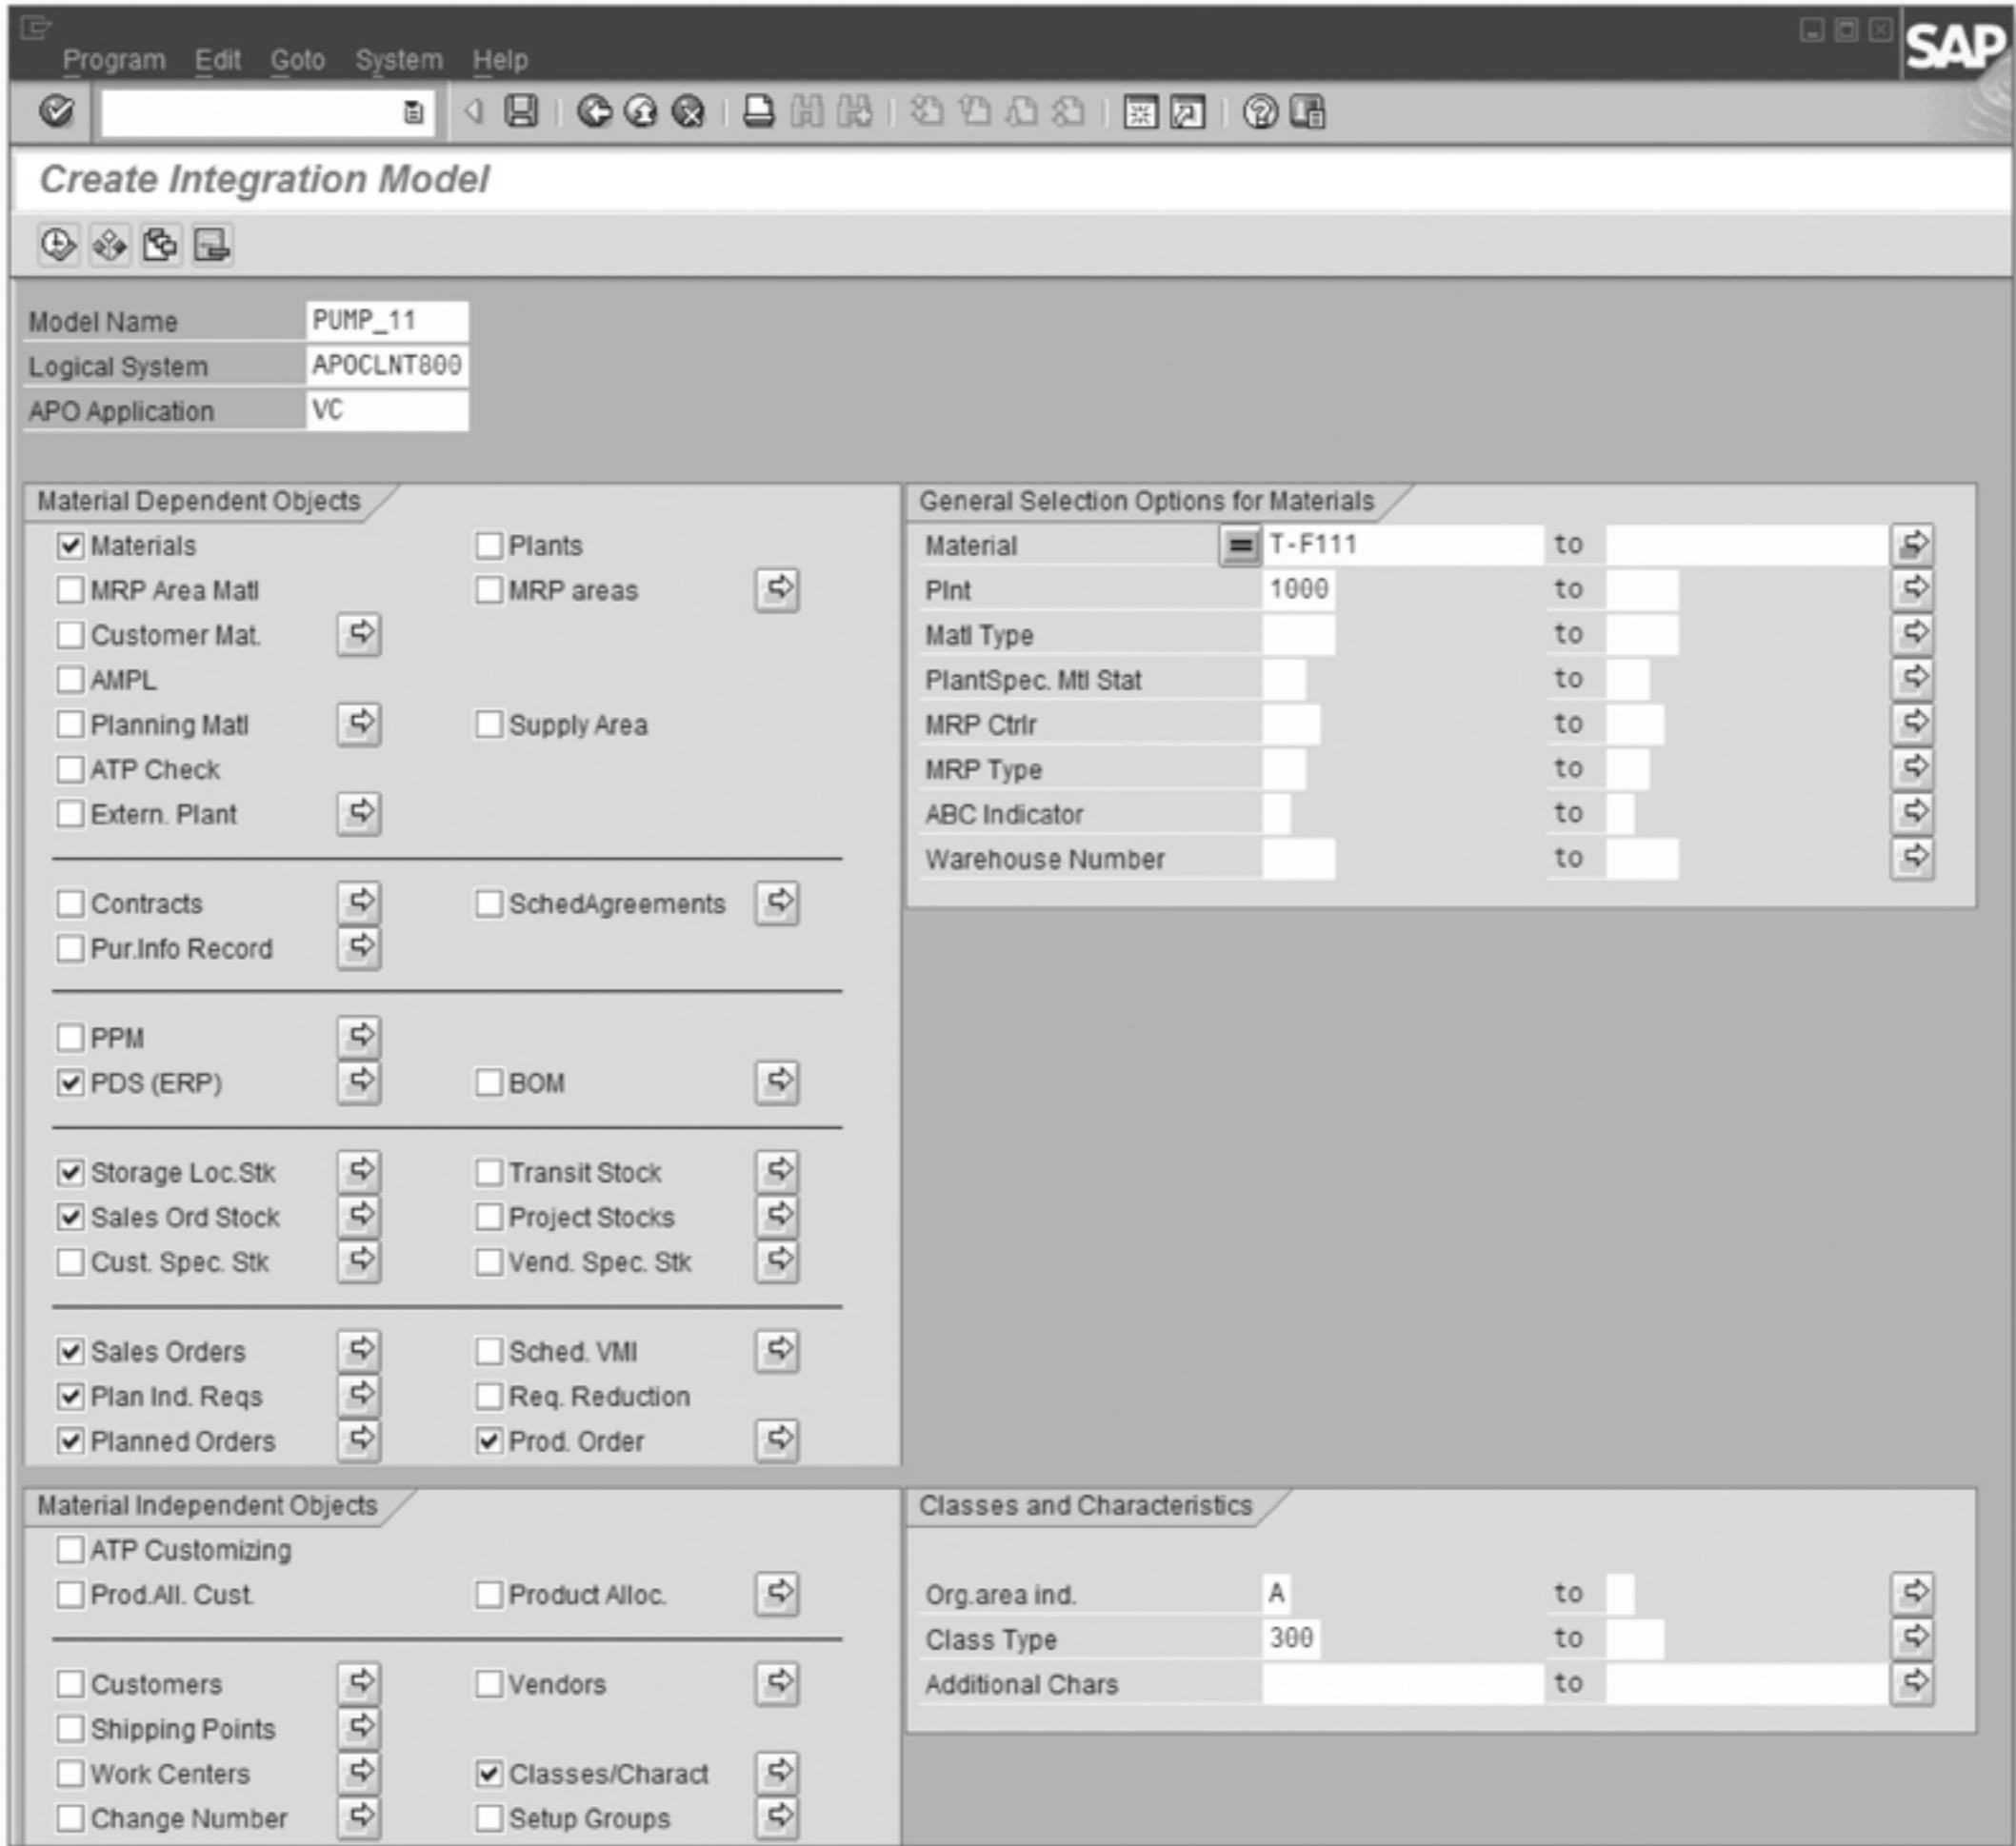 Program Edit Goto System Help
SAP
Create Integration Model
Model Name PUMP_11
Logical System APOCLNT800
APO Application VC
Material Dependent Objects
Materials Plants
MRP Area Matl MRP areas
Customer Mat.
AMPL
Planning Matl Supply Area
ATP Check
Extern. Plant
Contracts SchedAgreements
Pur.Info Record
PPM
PDS (ERP) BOM
Storage Loc.Stk Transit Stock
Sales Ord Stock Project Stocks
Cust. Spec. Stk Vend. Spec. Stk
Sales Orders Sched. VMI
Plan Ind. Reqs Req. Reduction
Planned Orders Prod. Order
General Selection Options for Materials
Material = T-F111 to
Plnt 1000 to
Matl Type to
PlantSpec. Mtl Stat to
MRP Ctrlr to
MRP Type to
ABC Indicator to
Warehouse Number to
Material Independent Objects
ATP Customizing
Prod.All. Cust. Product Alloc.
Customers Vendors
Shipping Points
Work Centers Classes/Charact
Change Number Setup Groups
Classes and Characteristics
Org.area ind. A to
Class Type 300 to
Additional Chars to